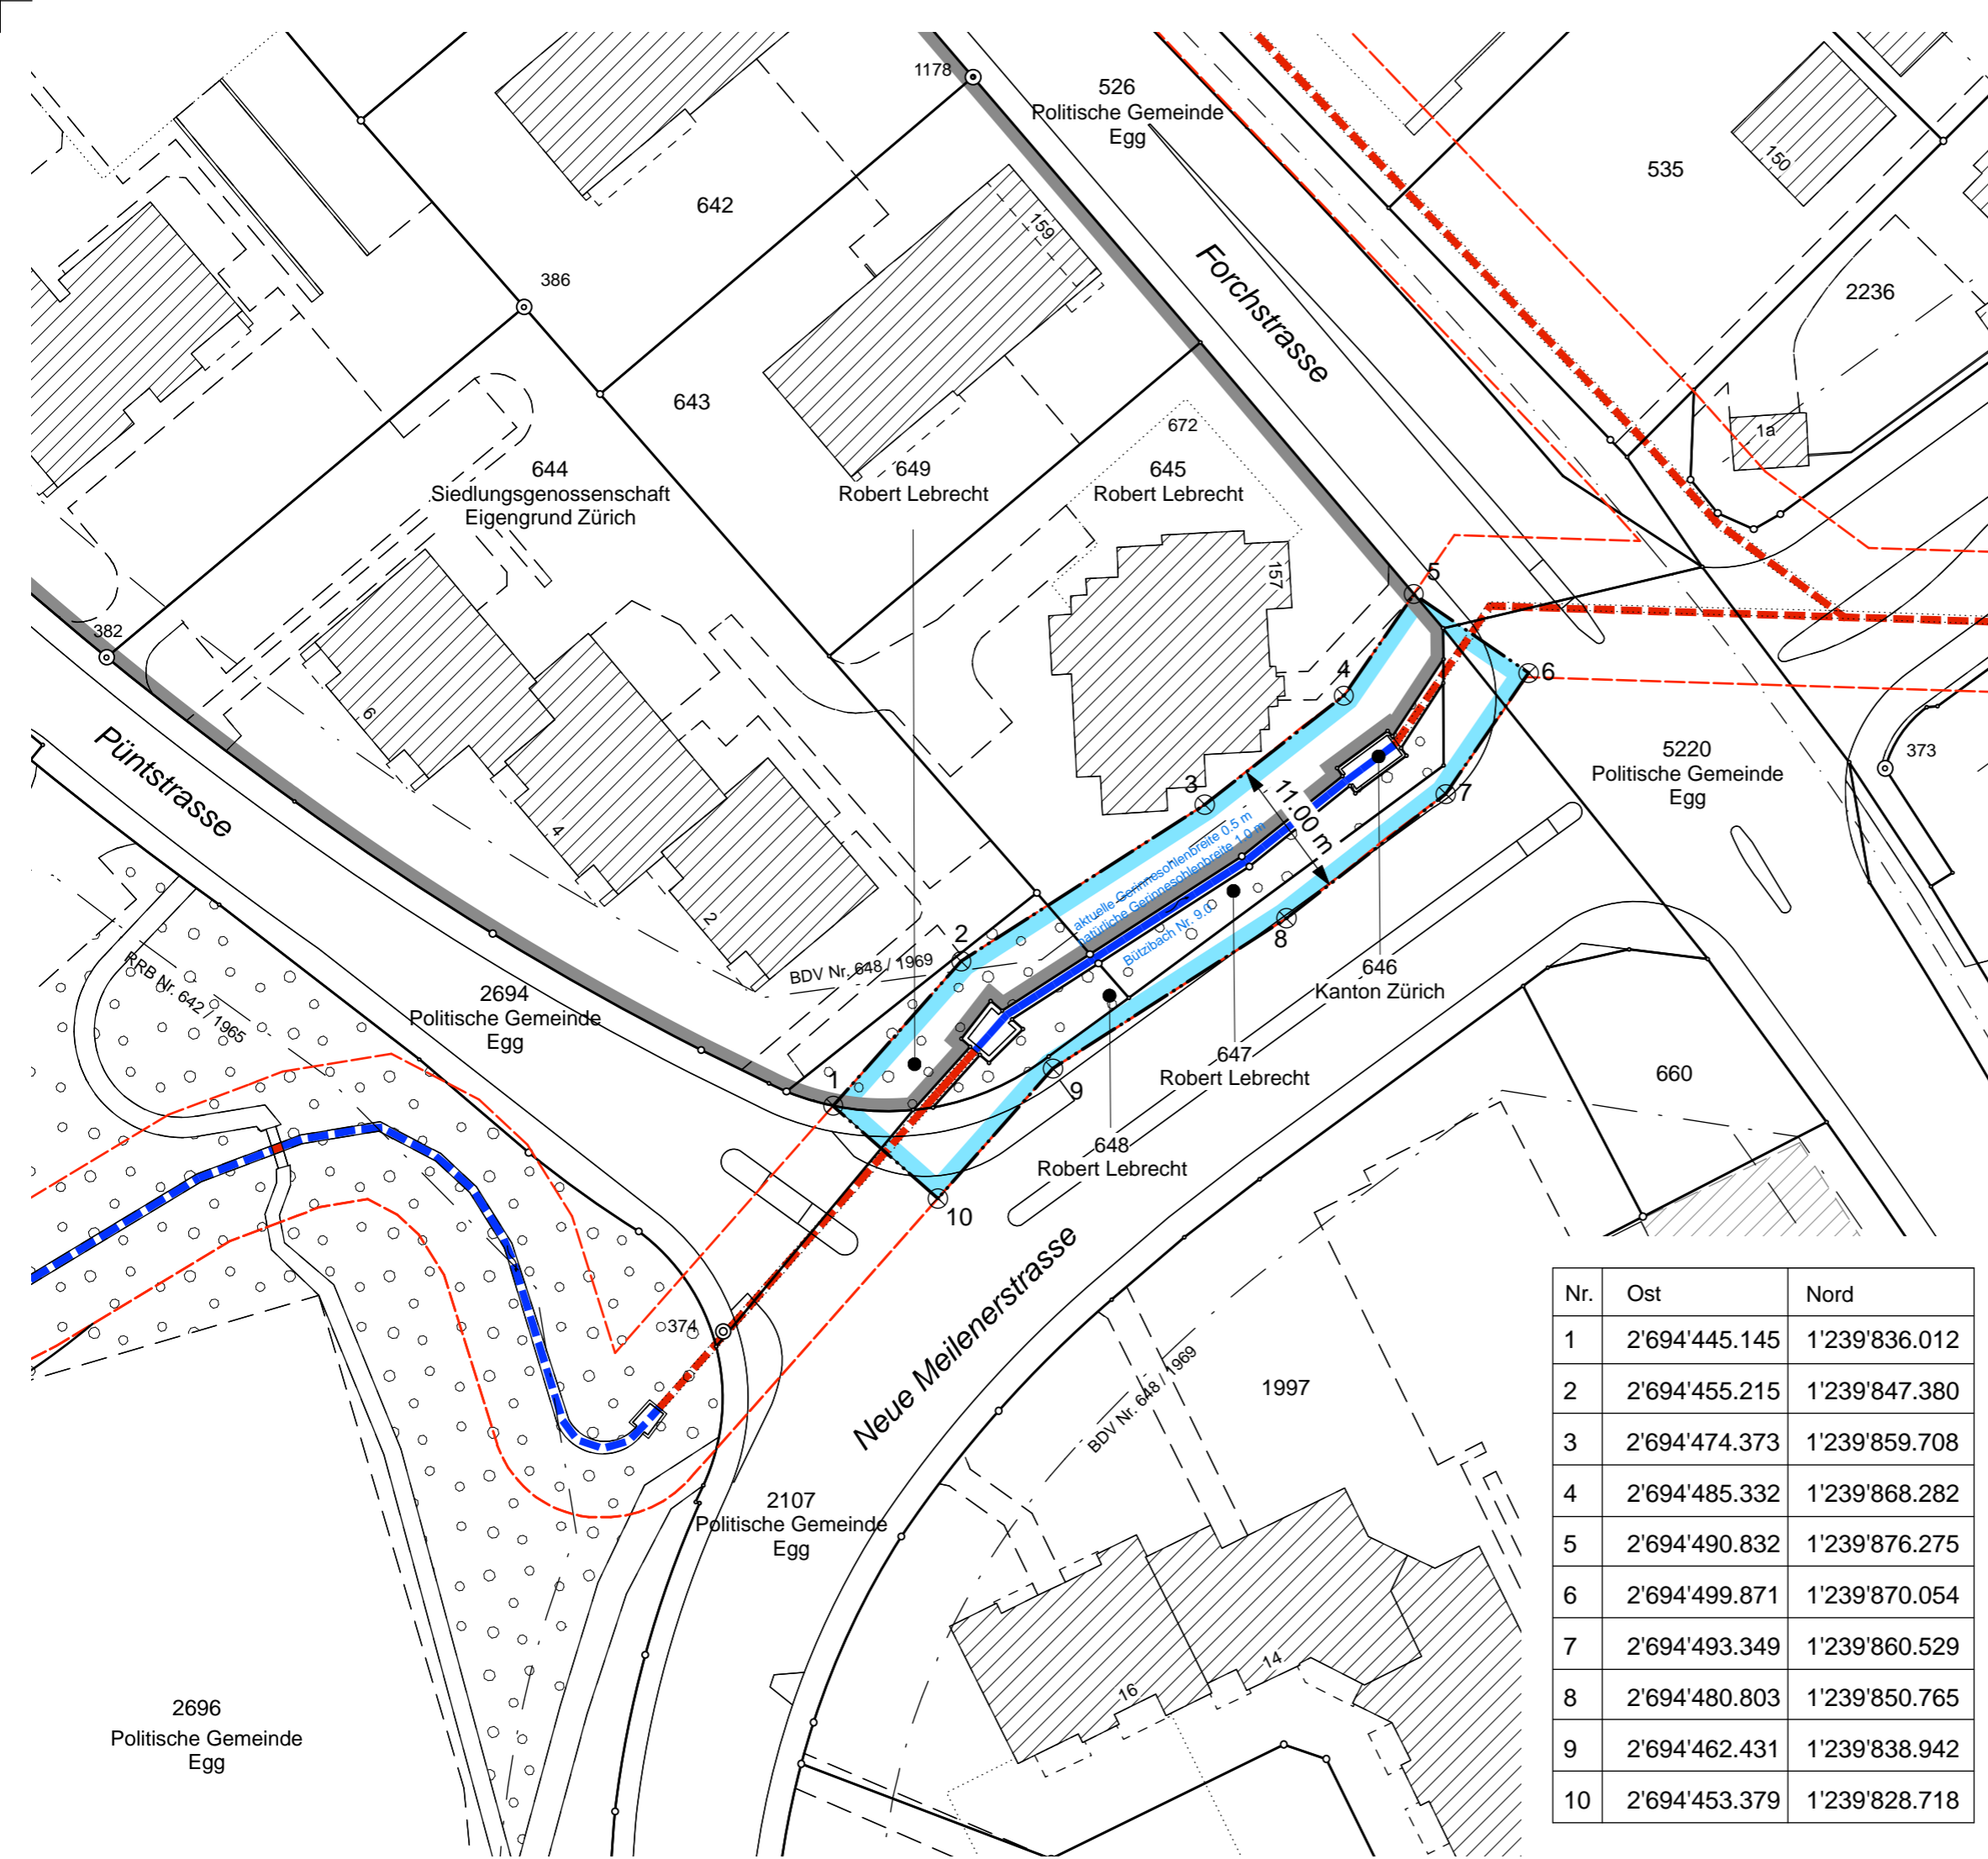 1178
526
Politische Gemeinde
Egg
535
150
642
159
386
Forchstrasse
2236
643
672
1a
644
Siedlungsgenossenschaft
Eigengrund Zürich
649
Robert Lebrecht
645
Robert Lebrecht
157
5
382
4
6
6
Püntstrasse
3
11.00 m
7
5220
Politische Gemeinde
Egg
373
aktuelle Gerinnesohlenbreite 0.5 m
natürliche Gerinnesohlenbreite 1.0 m
Bützibach Nr. 9.0
4
2
2
8
BDV Nr. 648 / 1969
RRB Nr. 642 / 1965
646
Kanton Zürich
2694
Politische Gemeinde
Egg
647
Robert Lebrecht
1
9
660
648
Robert Lebrecht
10
374
Neue Meilenerstrasse
BDV Nr. 648 / 1969
1997
2107
Politische Gemeinde
Egg
14
16
2696
Politische Gemeinde
Egg
Nr. Ost Nord
1 2'694'445.145 1'239'836.012
2 2'694'455.215 1'239'847.380
3 2'694'474.373 1'239'859.708
4 2'694'485.332 1'239'868.282
5 2'694'490.832 1'239'876.275
6 2'694'499.871 1'239'870.054
7 2'694'493.349 1'239'860.529
8 2'694'480.803 1'239'850.765
9 2'694'462.431 1'239'838.942
10 2'694'453.379 1'239'828.718